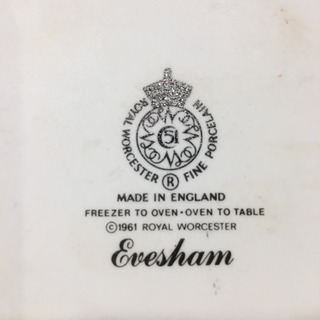 ROYAL WORCESTER ® FINE PORCELAIN
51
MADE IN ENGLAND
FREEZER TO OVEN • OVEN TO TABLE
©1961 ROYAL WORCESTER
Evesham